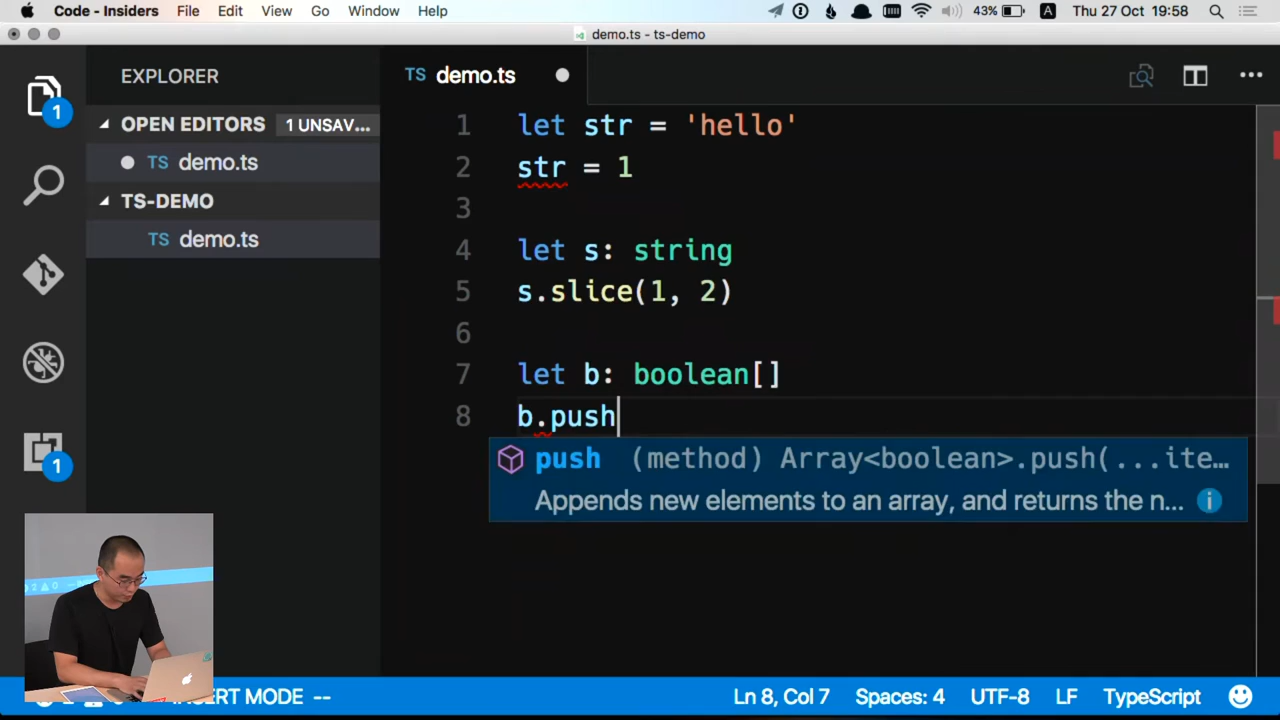 Code - Insiders File Edit View Go Window Help 43% A Thu 27 Oct 19:58
demo.ts - ts-demo
EXPLORER
TS demo.ts
OPEN EDITORS 1 UNSAV...
TS demo.ts
TS-DEMO
TS demo.ts
1
1
1 let str = 'hello'
2 str = 1
3
4 let s: string
5 s.slice(1, 2)
6
7 let b: boolean[]
8 b.push
push (method) Array<boolean>.push(...ite…
Appends new elements to an array, and returns the n...
INSERT MODE -- Ln 8, Col 7 Spaces: 4 UTF-8 LF TypeScript